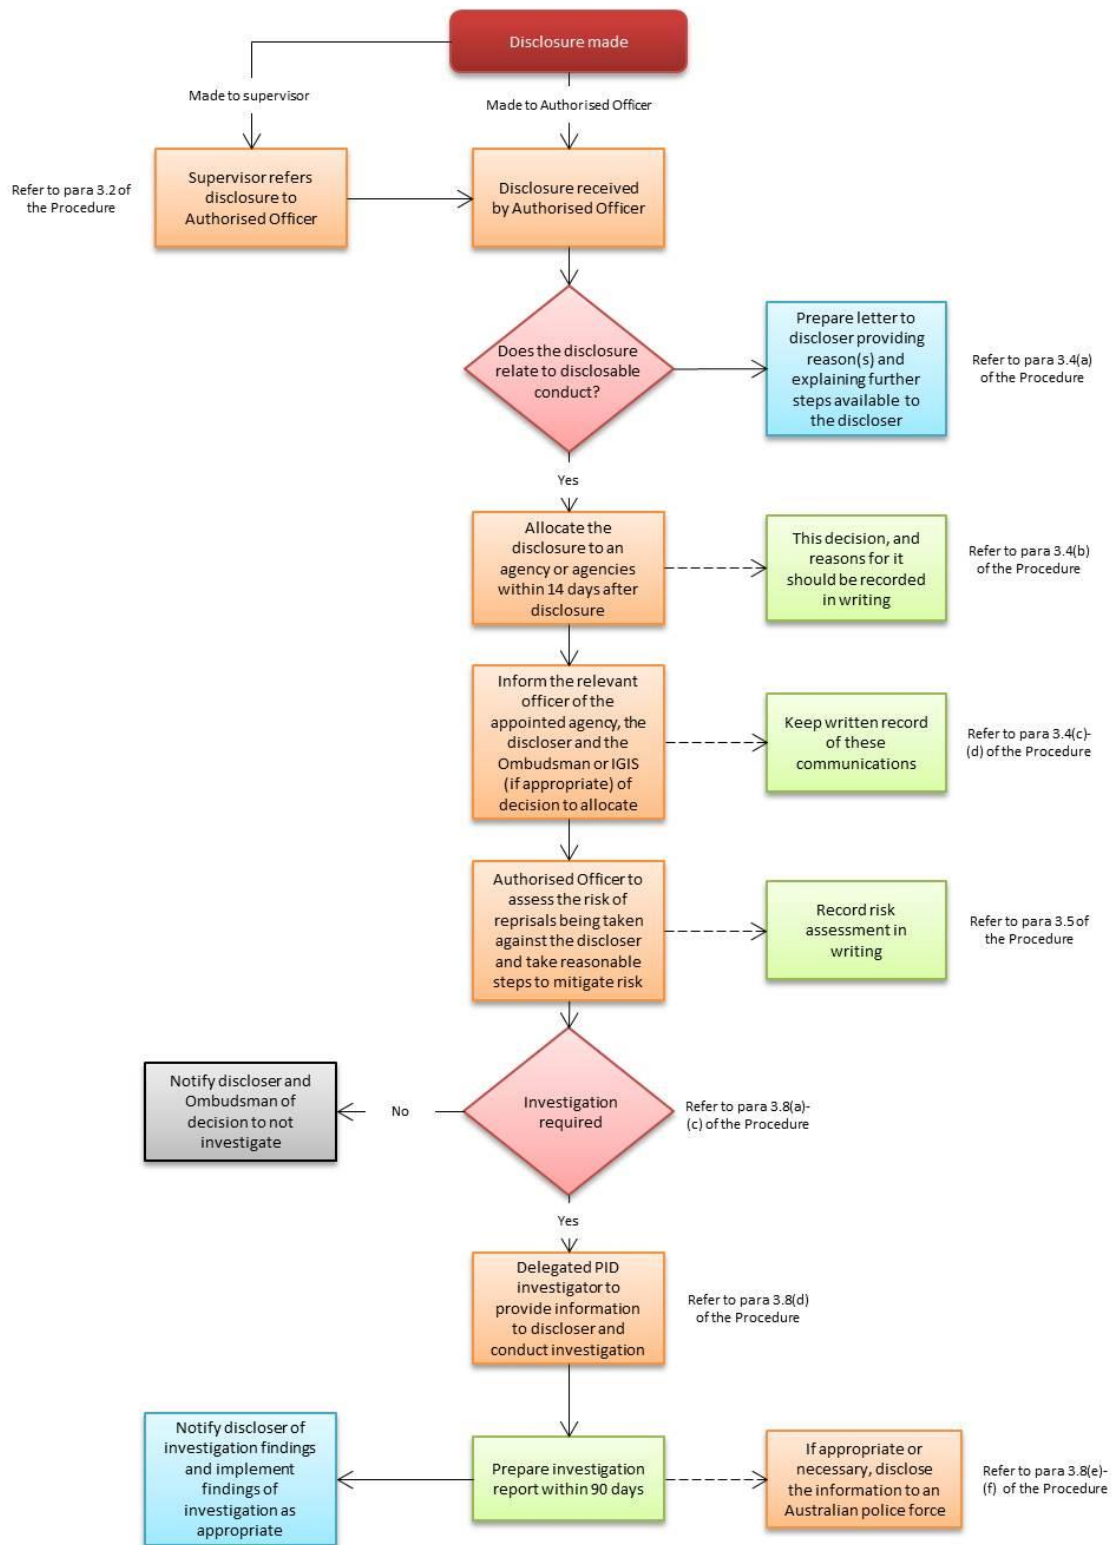 Disclosure made
Made to supervisor
Made to Authorised Officer
Refer to para 3.2 of
the Procedure
Supervisor refers
disclosure to
Authorised Officer
Disclosure received
by Authorised Officer
Does the disclosure
relate to disclosable
conduct?
Prepare letter to
discloser providing
reason(s) and
explaining further
steps available to
the discloser
Refer to para 3.4(a)
of the Procedure
Yes
Allocate the
disclosure to an
agency or agencies
within 14 days after
disclosure
This decision, and
reasons for it
should be recorded
in writing
Refer to para 3.4(b)
of the Procedure
Inform the relevant
officer of the
appointed agency, the
discloser and the
Ombudsman or IGIS
(if appropriate) of
decision to allocate
Keep written record
of these
communications
Refer to para 3.4(c)-
(d) of the Procedure
Authorised Officer to
assess the risk of
reprisals being taken
against the discloser
and take reasonable
steps to mitigate risk
Record risk
assessment in
writing
Refer to para 3.5 of
the Procedure
Notify discloser and
Ombudsman of
decision to not
investigate
No
Investigation
required
Refer to para 3.8(a)-
(c) of the Procedure
Yes
Delegated PID
investigator to
provide information
to discloser and
conduct investigation
Refer to para 3.8(d)
of the Procedure
Notify discloser of
investigation findings
and implement
findings of
investigation as
appropriate
Prepare investigation
report within 90 days
If appropriate or
necessary, disclose
the information to an
Australian police force
Refer to para 3.8(e)-
(f) of the Procedure